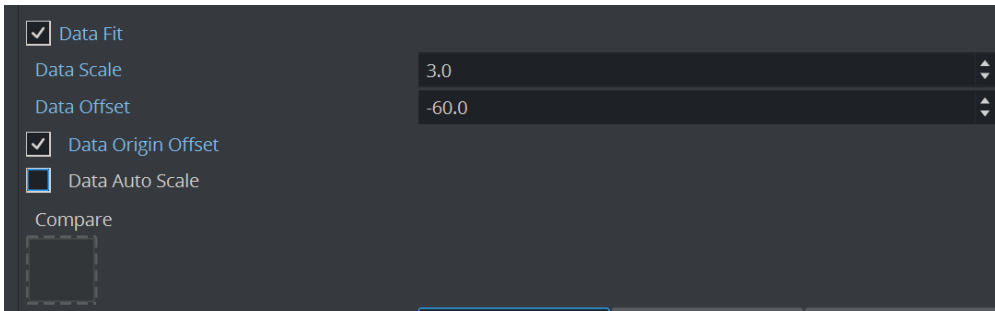 Data Fit
Data Scale 3.0
Data Offset -60.0
Data Origin Offset
Data Auto Scale
Compare